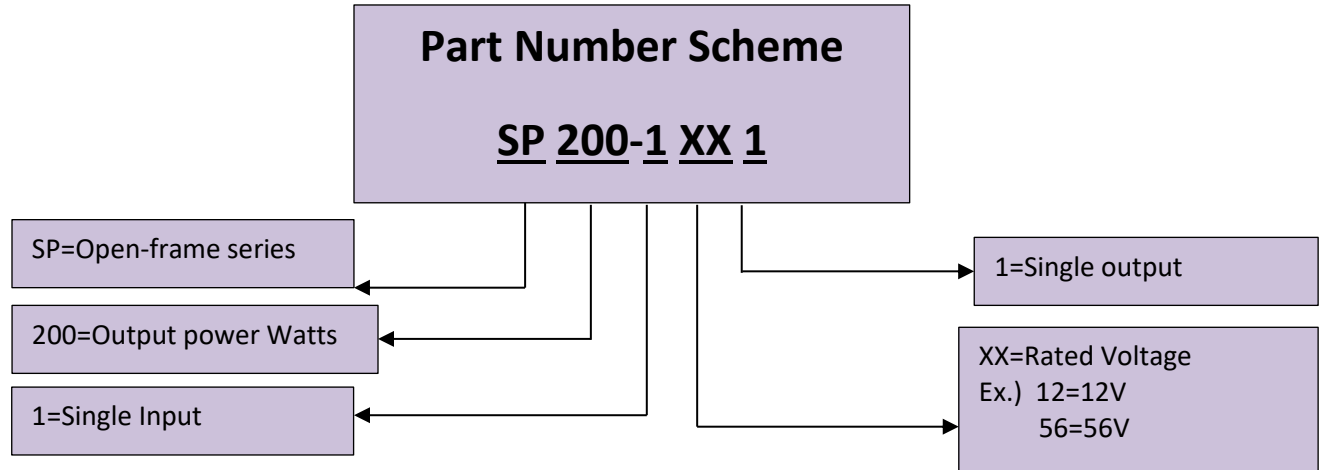 Part Number Scheme
SP 200-1 XX 1
SP=Open-frame series
200=Output power Watts
1=Single Input
1=Single output
XX=Rated Voltage
Ex.) 12=12V
56=56V